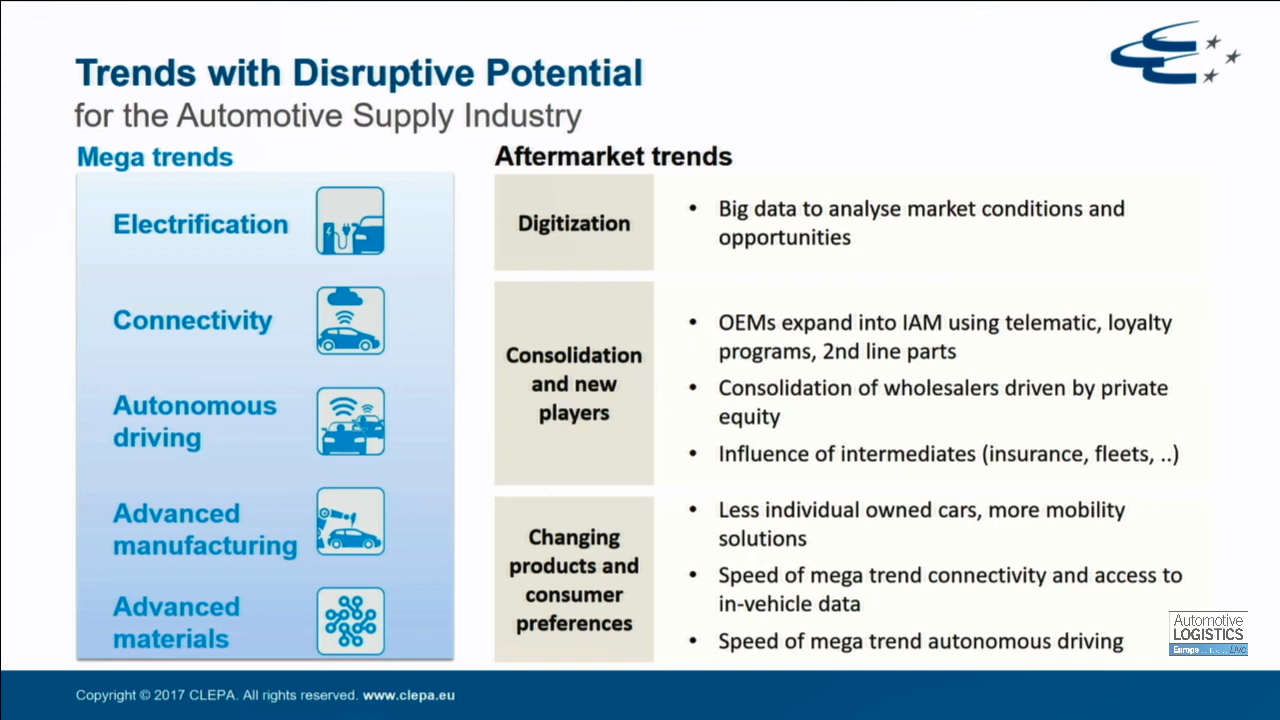 Trends with Disruptive Potential
for the Automotive Supply Industry
Mega trends
Electrification
Connectivity
Autonomous
driving
Advanced
manufacturing
Advanced
materials
Aftermarket trends
Digitization
• Big data to analyse market conditions and
opportunities
Consolidation
and new
players
• OEMs expand into IAM using telematic, loyalty
programs, 2nd line parts
• Consolidation of wholesalers driven by private
equity
• Influence of intermediates (insurance, fleets, ..)
Changing
products and
consumer
preferences
• Less individual owned cars, more mobility
solutions
• Speed of mega trend connectivity and access to
in-vehicle data
• Speed of mega trend autonomous driving
Automotive
LOGISTICS
Europe Live
Copyright © 2017 CLEPA. All rights reserved. www.clepa.eu